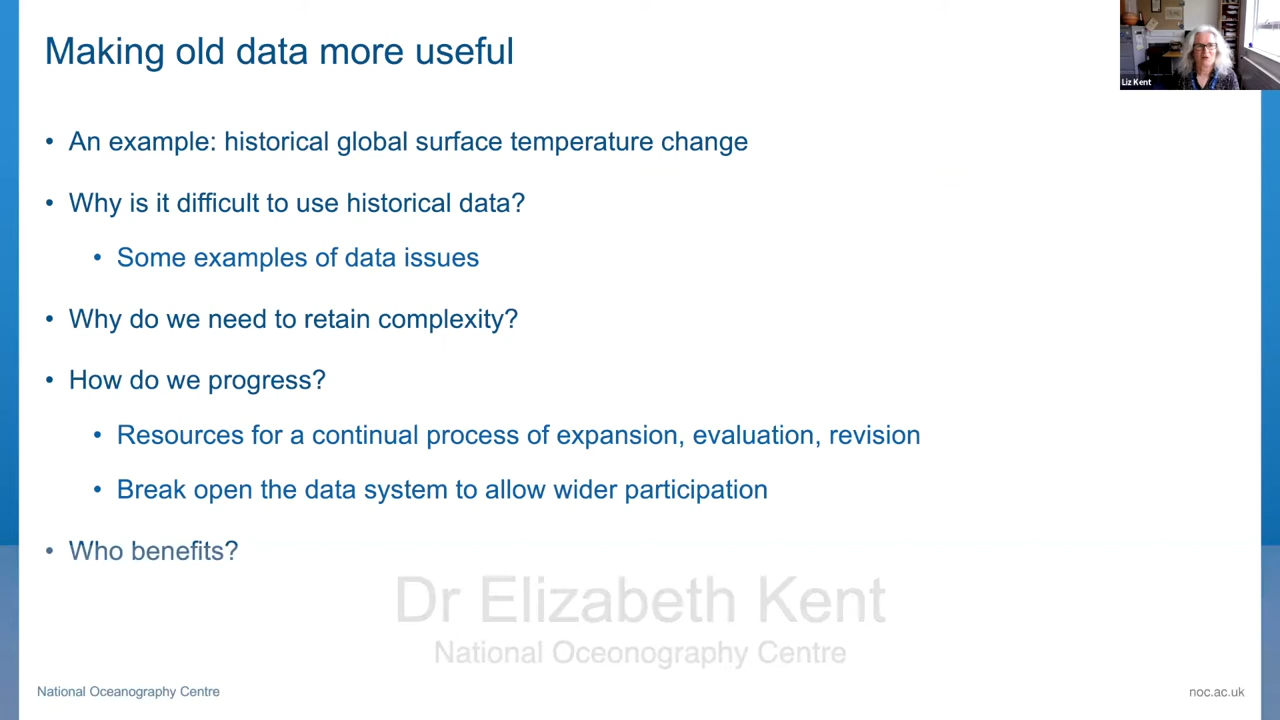 Making old data more useful
Liz Kent
• An example: historical global surface temperature change
• Why is it difficult to use historical data?
• Some examples of data issues
• Why do we need to retain complexity?
• How do we progress?
• Resources for a continual process of expansion, evaluation, revision
• Break open the data system to allow wider participation
• Who benefits?
Dr Elizabeth Kent
National Oceonography Centre
National Oceanography Centre
noc.ac.uk